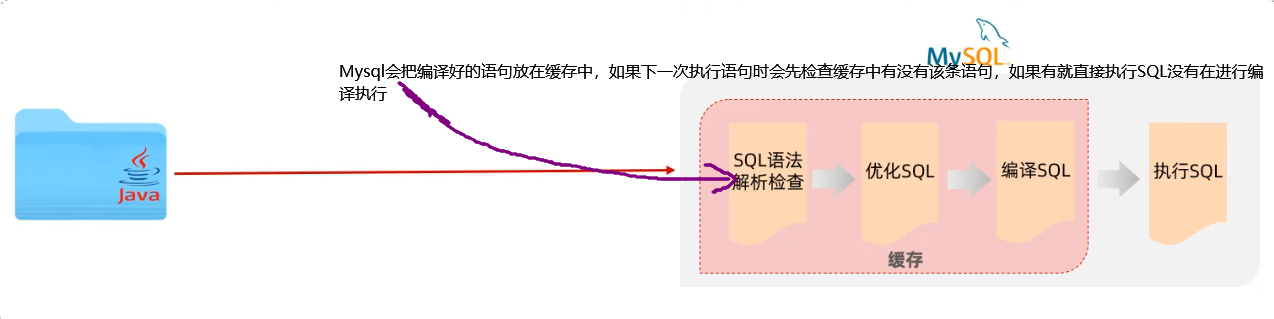 MySQL
Mysql会把编译好的语句放在缓存中，如果下一次执行语句时会先检查缓存中有没有该条语句，如果有就直接执行SQL没有在进行编
译执行
Java
SQL语法
解析检查
优化SQL
编译SQL
执行SQL
缓存